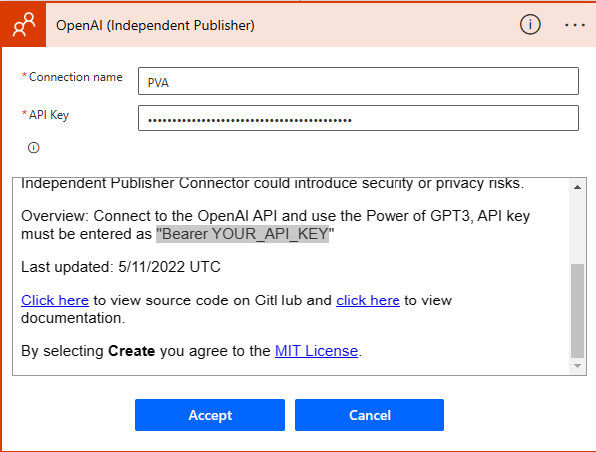 OpenAI (Independent Publisher)
* Connection name
PVA
* API Key
••••••••••••••••••••••••••••••••••••••••••
Independent Publisher Connector could introduce security or privacy risks.
Overview: Connect to the OpenAI API and use the Power of GPT3, API key
must be entered as "Bearer YOUR_API_KEY"
Last updated: 5/11/2022 UTC
Click here to view source code on GitHub and click here to view
documentation.
By selecting Create you agree to the MIT License.
Accept
Cancel